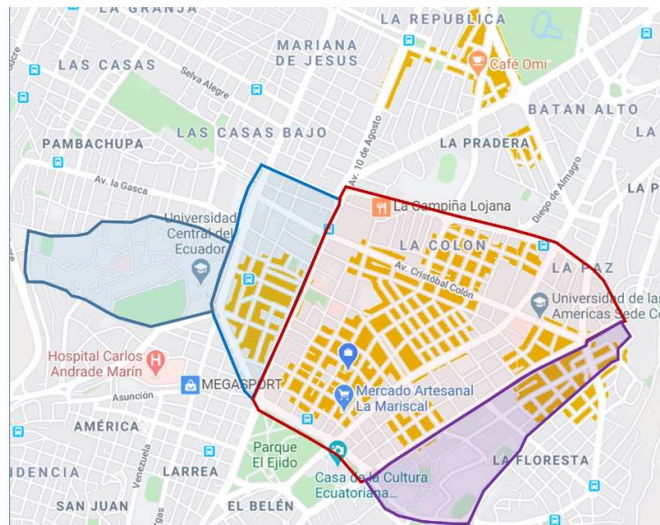 LA GRANJA
LA REPUBLICA
MARIANA
DE JESUS
Café Omi
LAS CASAS
Selva Alegre
BATAN ALTO
LAS CASAS BAJO
Av. 10 de Agosto
PAMBACHUPA
LA PRADERA
Av. la Gasca
Diego de Almagro
LA P
La Campiña Lojana
Universidad
Central del
Ecuador
LA COLON
Av. Cristóbal Colón
LA PAZ
Universidad de las
Americas Sede Co
Hospital Carlos
Andrade Marín
MEGASPORT
Asunción
Mercado Artesanal
La Mariscal
AMÉRICA
Venezuela
Parque
El Ejido
LA FLORESTA
IDENCIA
LARREA
Casa de la Cultura
Ecuatoriana...
SAN JUAN
EL BELÉN